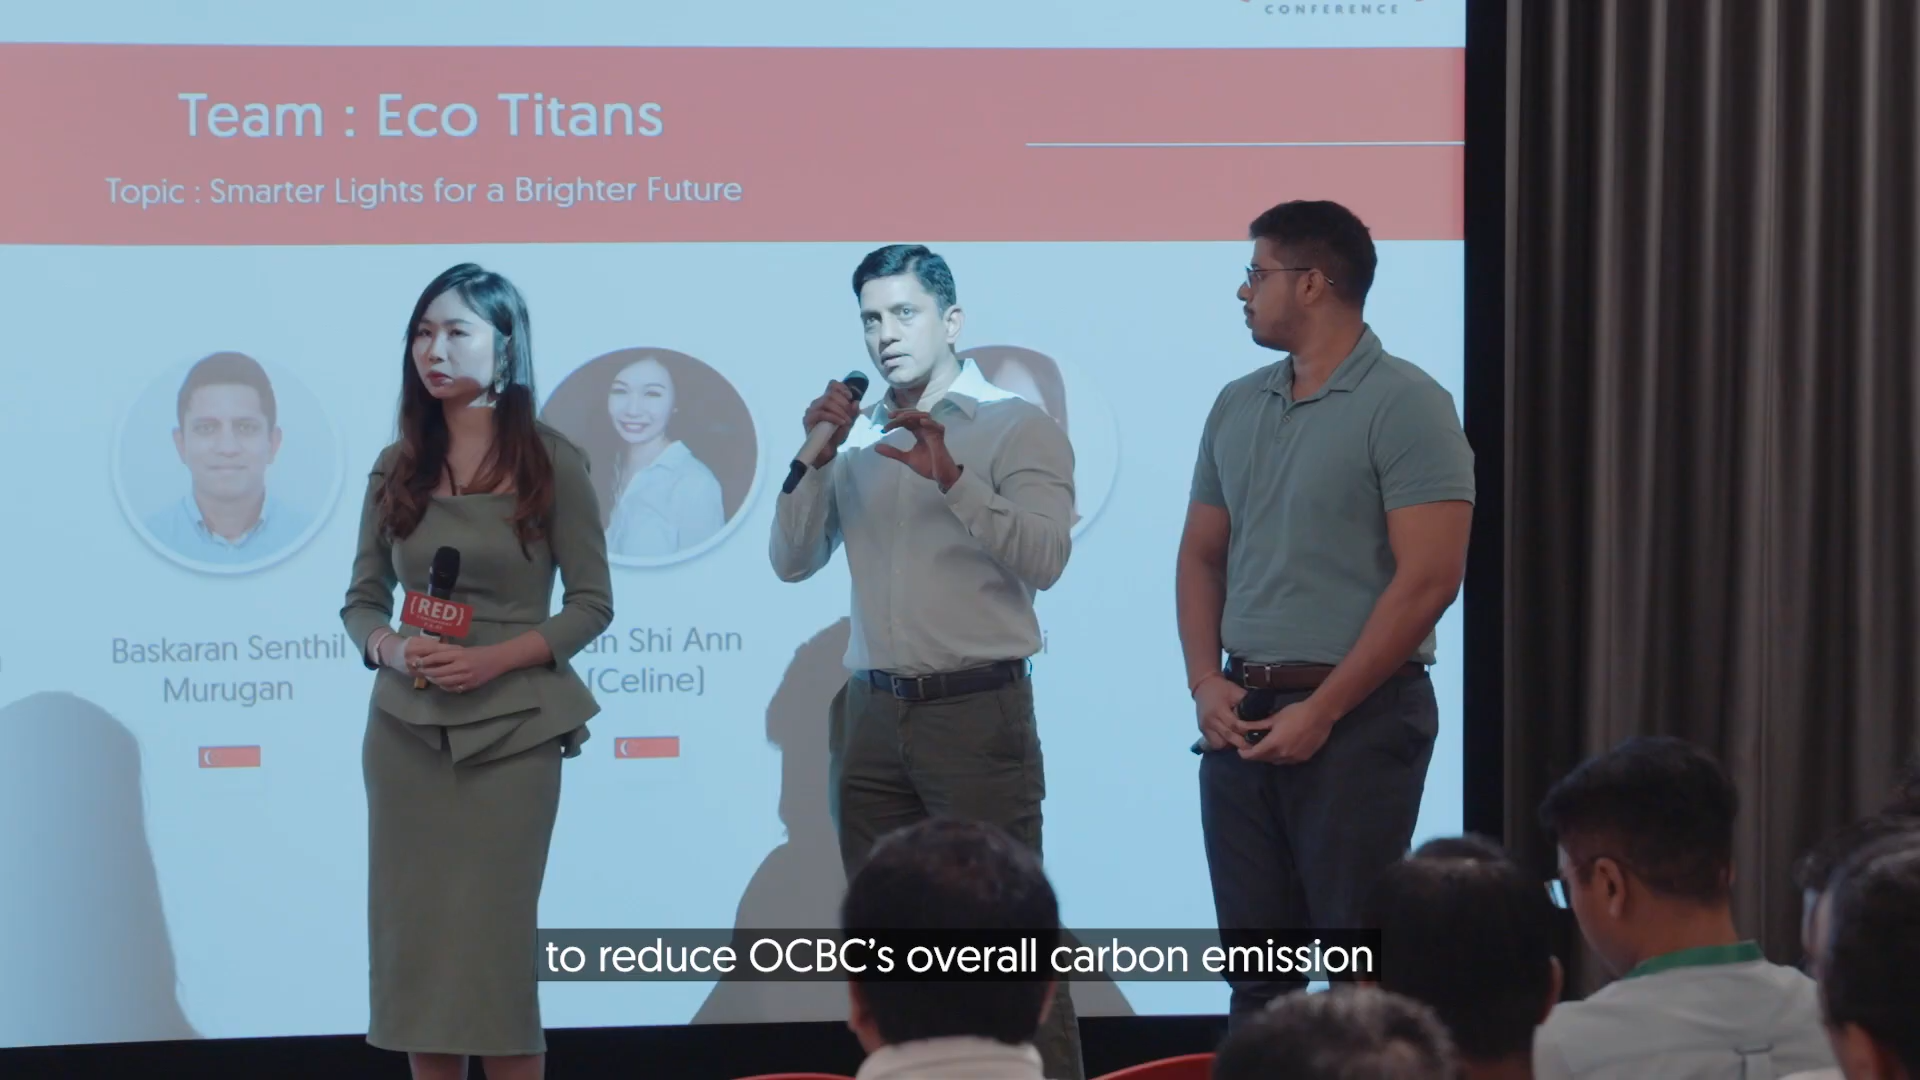 CONFERENCE
Team : Eco Titans
Topic : Smarter Lights for a Brighter Future
(RED)
Baskaran Senthil
Murugan
Shi Ann
(Celine)
to reduce OCBC's overall carbon emission